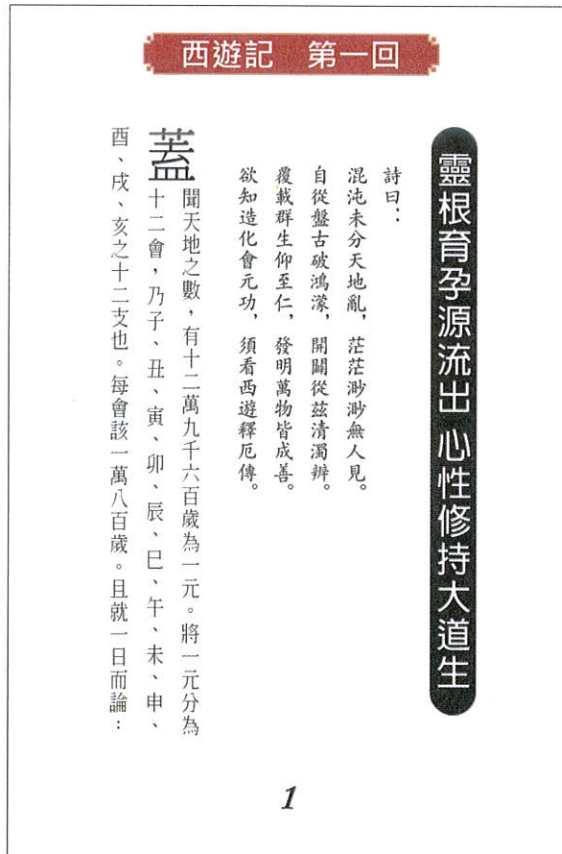 西遊記 第一回
靈根育孕源流出 心性修持大道生
詩曰：
混沌未分天地亂，茫茫渺渺無人見。
自從盤古破鴻濛，開闢從茲清濁辨。
覆載群生仰至仁，發明萬物皆成善。
欲知造化會元功，須看西遊釋厄傳。
蓋聞天地之數，有十二萬九千六百歲為一元。將一元分為
十二會，乃子、丑、寅、卯、辰、巳、午、未、申、
酉、戌、亥之十二支也。每會該一萬八百歲。且就一日而論：
1